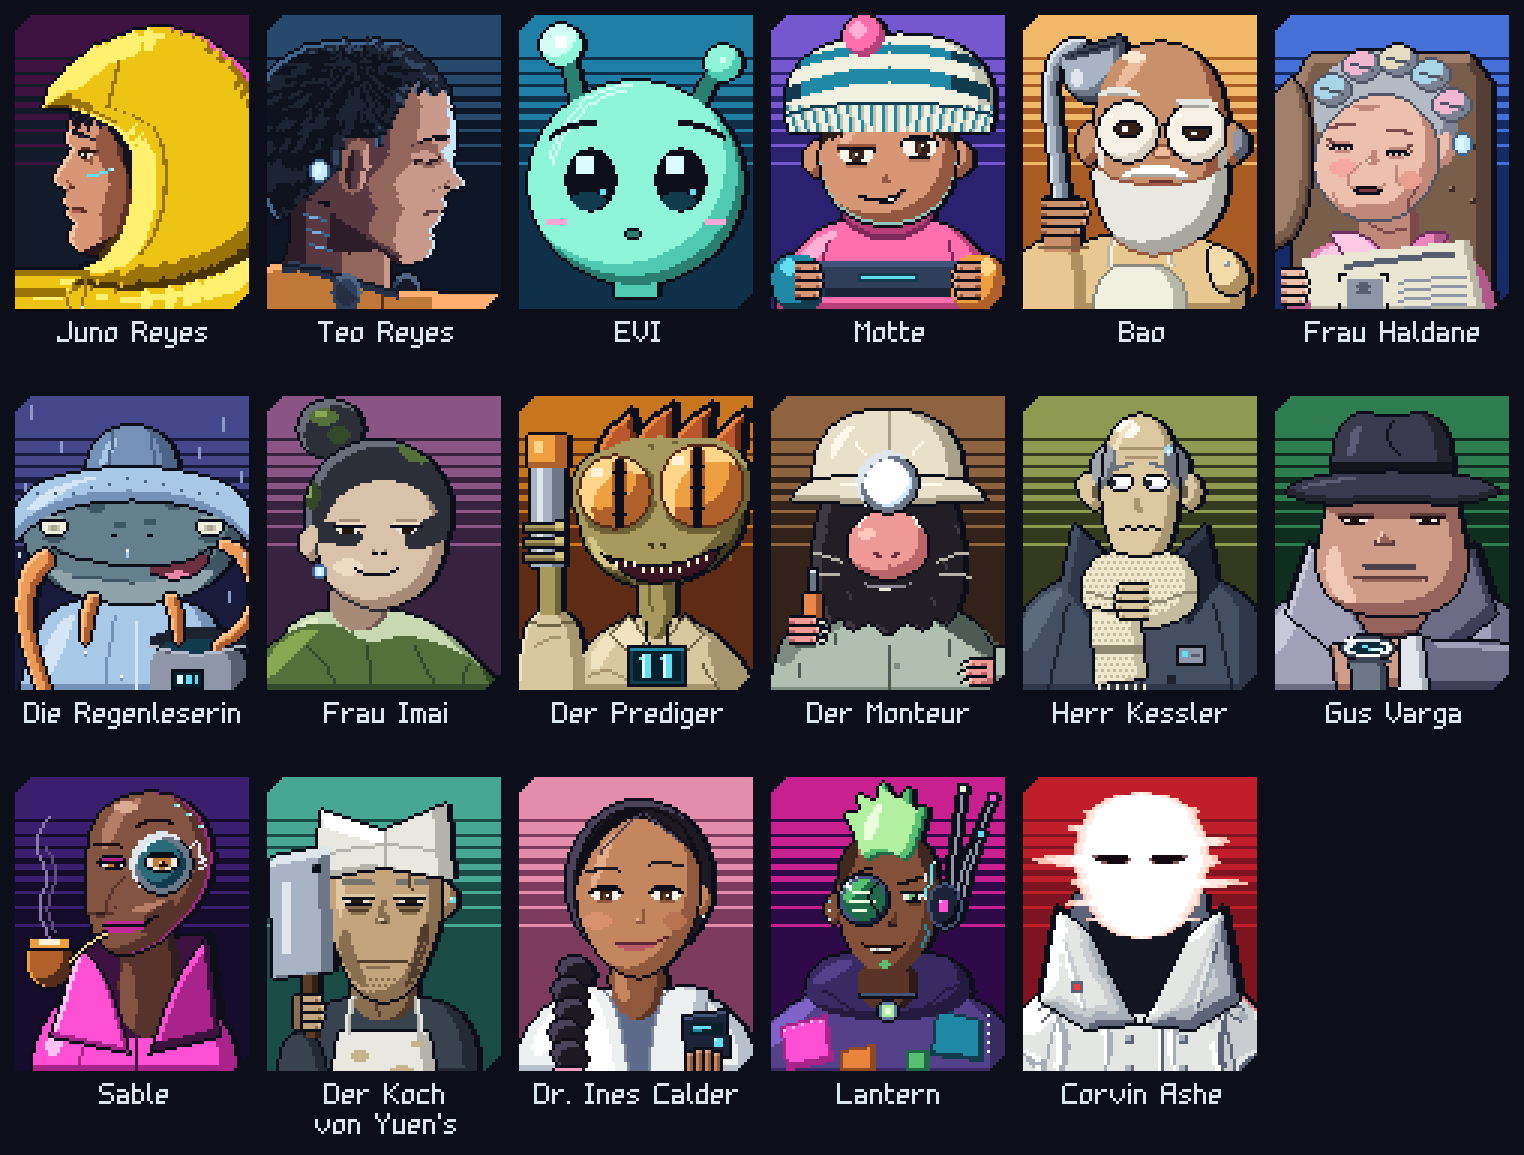 Juno Reyes
Teo Reyes
EVI
Motte
Bao
Frau Haldane
Die Regenleserin
Frau Imai
Der Prediger
Der Monteur
Herr Kessler
Gus Varga
Sable
Der Koch
von Yuen's
Dr. Ines Calder
Lantern
Corvin Ashe